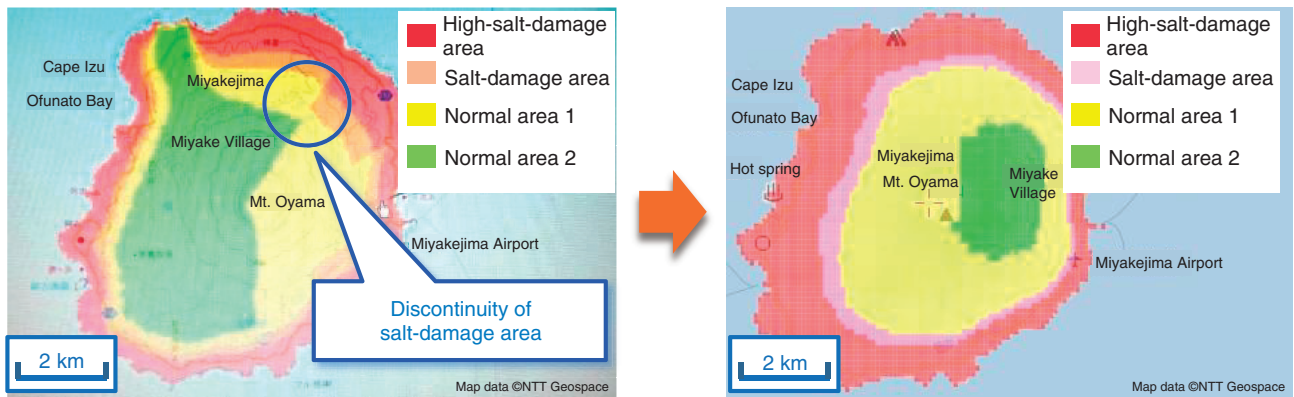 High-salt-damage
area
Salt-damage area
Normal area 1
Normal area 2
Cape Izu
Ofunato Bay
Miyakejima
Miyake Village
Mt. Oyama
Miyakejima Airport
Discontinuity of
salt-damage area
2 km
Map data ©NTT Geospace
High-salt-damage
area
Salt-damage area
Normal area 1
Normal area 2
Cape Izu
Ofunato Bay
Hot spring
Miyakejima
Mt. Oyama
Miyake
Village
Miyakejima Airport
2 km
Map data ©NTT Geospace